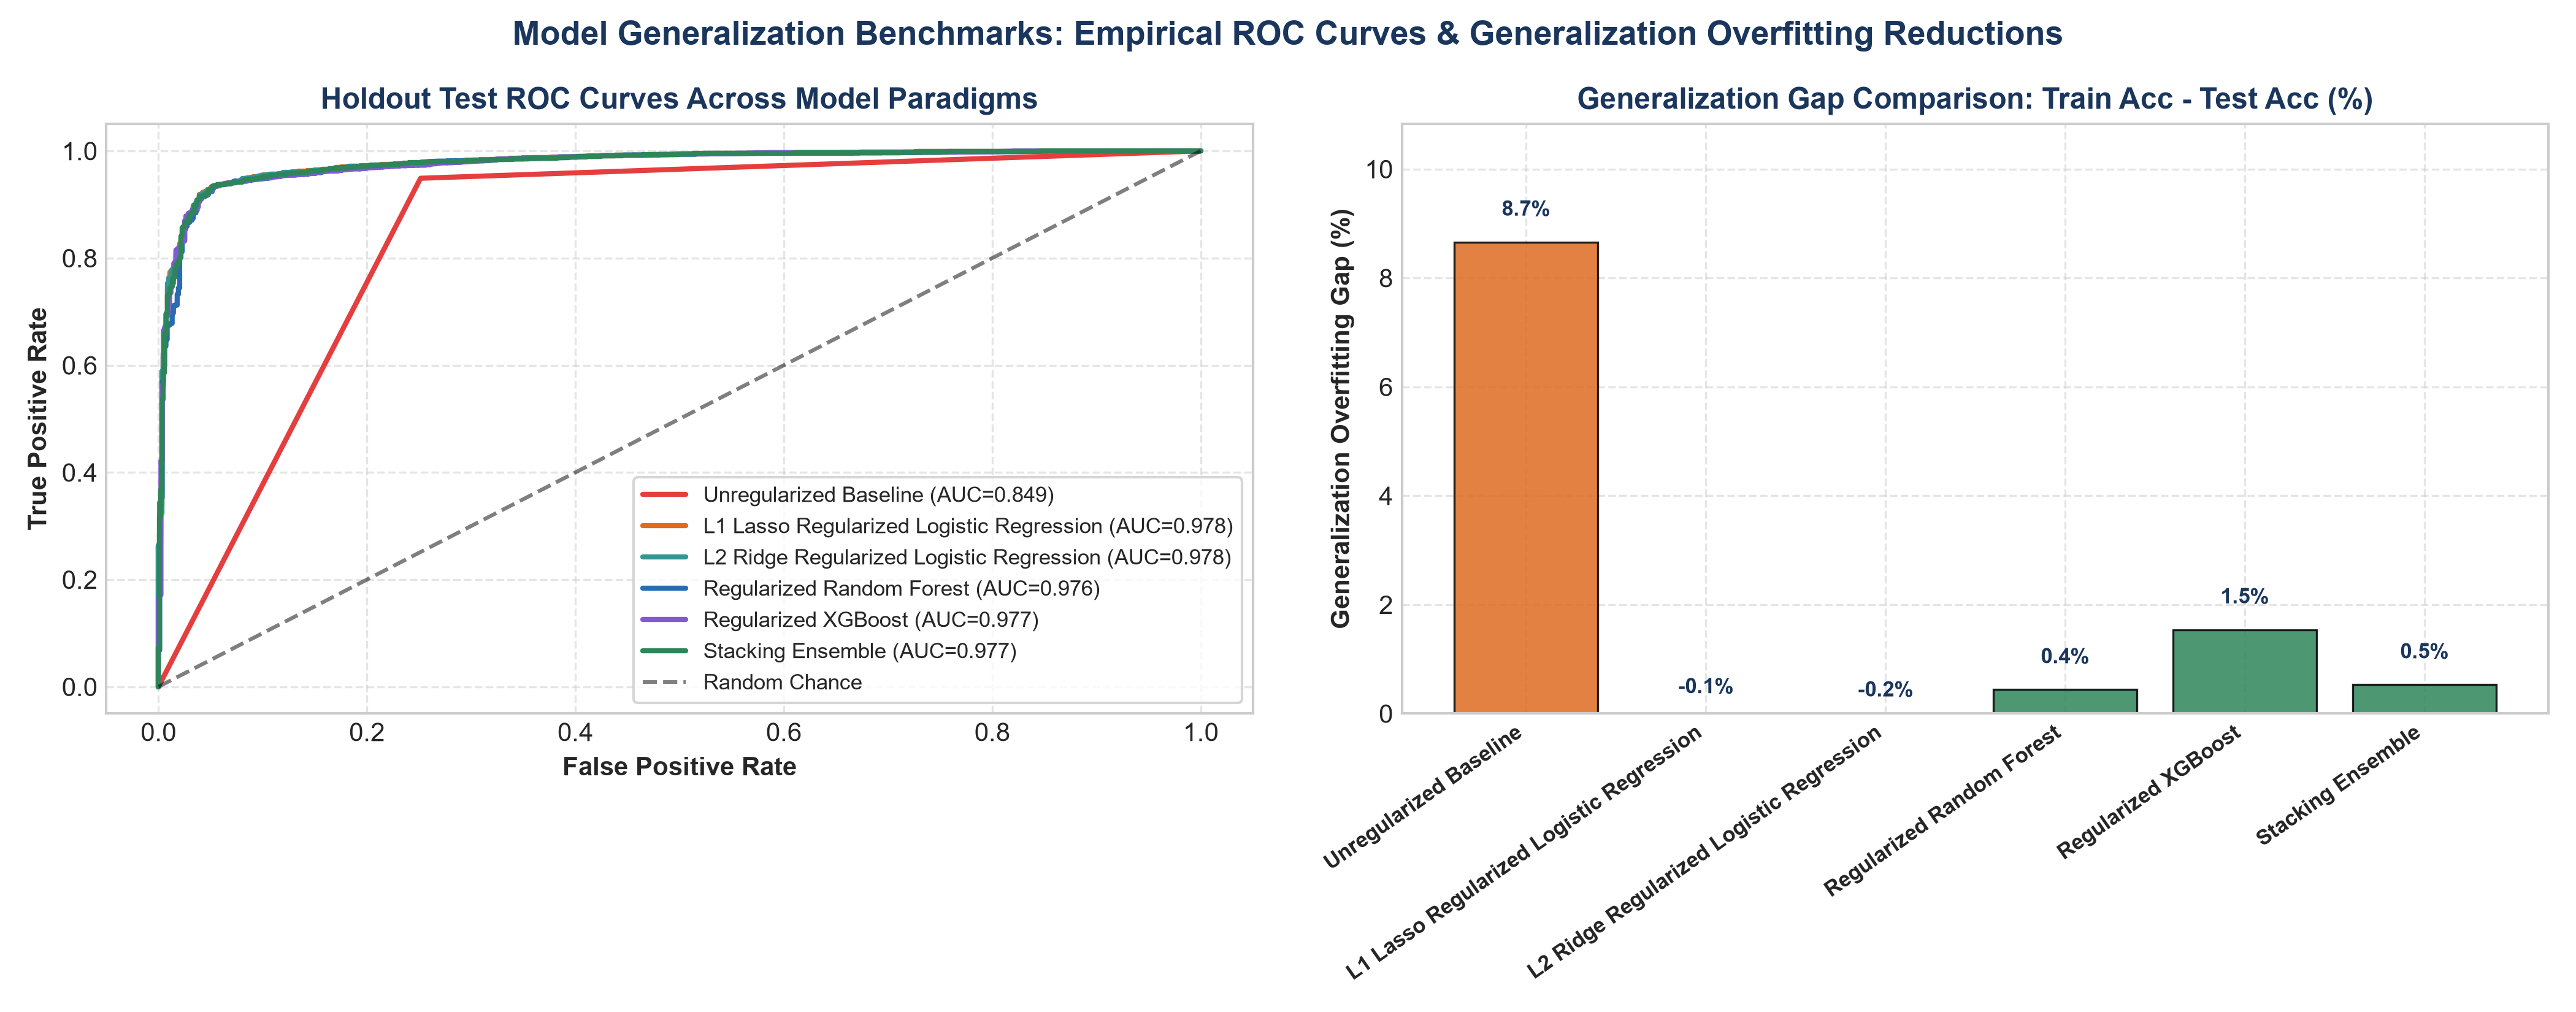 Model Generalization Benchmarks: Empirical ROC Curves & Generalization Overfitting Reductions
Holdout Test ROC Curves Across Model Paradigms
True Positive Rate
1.0
0.8
0.6
0.4
0.2
0.0
0.0
0.2
0.4
0.6
0.8
1.0
False Positive Rate
Unregularized Baseline (AUC=0.849)
L1 Lasso Regularized Logistic Regression (AUC=0.978)
L2 Ridge Regularized Logistic Regression (AUC=0.978)
Regularized Random Forest (AUC=0.976)
Regularized XGBoost (AUC=0.977)
Stacking Ensemble (AUC=0.977)
Random Chance
Generalization Gap Comparison: Train Acc - Test Acc (%)
Generalization Overfitting Gap (%)
10
8
6
4
2
0
8.7%
-0.1%
-0.2%
0.4%
1.5%
0.5%
Unregularized Baseline
L1 Lasso Regularized Logistic Regression
L2 Ridge Regularized Logistic Regression
Regularized Random Forest
Regularized XGBoost
Stacking Ensemble